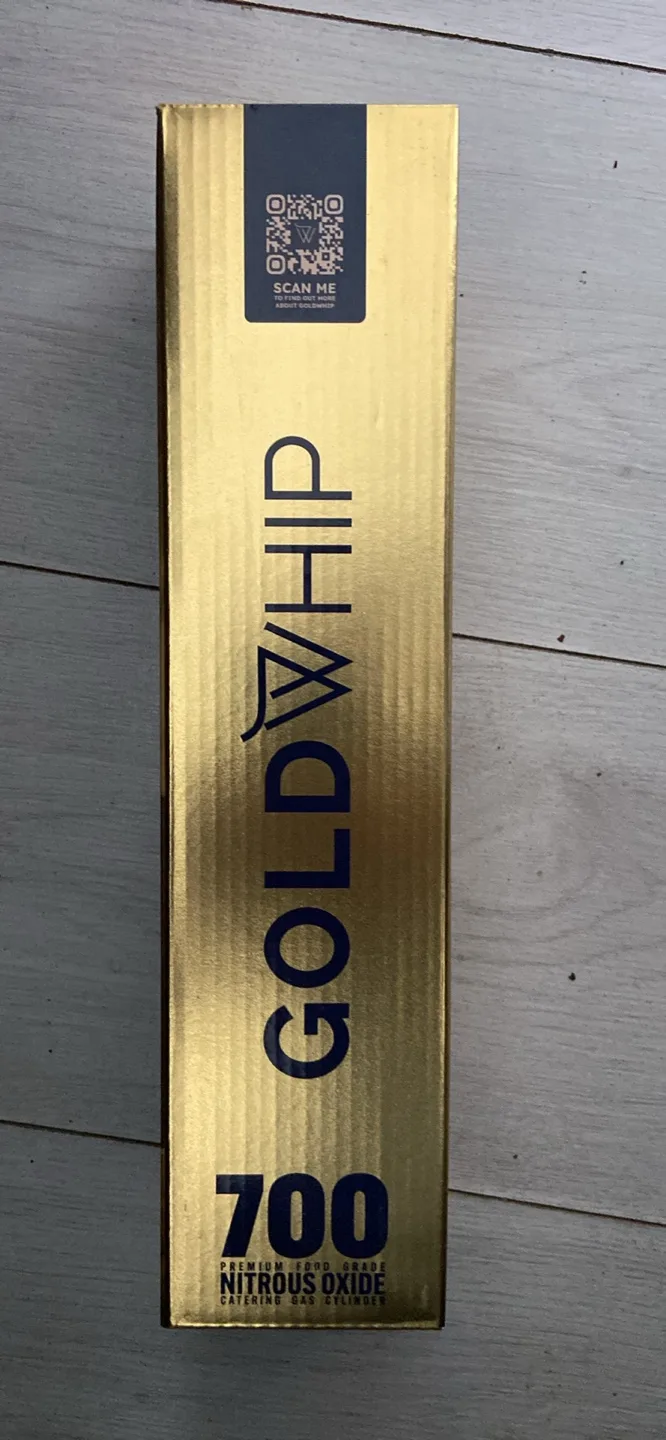 SCAN ME
TO FIND OUT MORE
ABOUT GOLDWHIP
GOLDWHIP
700
PREMIUM FOOD GRADE
NITROUS OXIDE
CATERING GAS CYLINDER